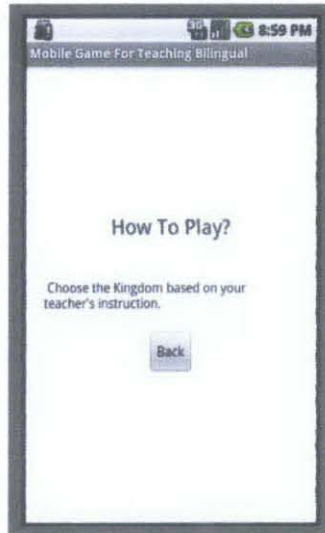 3G 8:59 PM
Mobile Game For Teaching Bilingual
How To Play?
Choose the Kingdom based on your
teacher's instruction.
Back